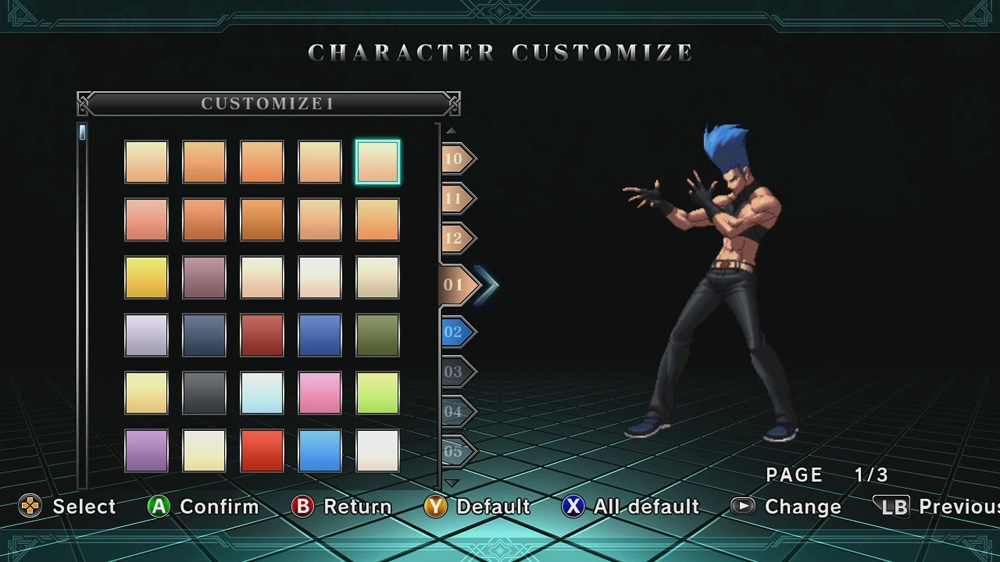 CHARACTER CUSTOMIZE
CUSTOMIZE1
10
11
12
01
02
03
04
05
PAGE 1/3
Select A Confirm B Return Y Default X All default Change LB Previous